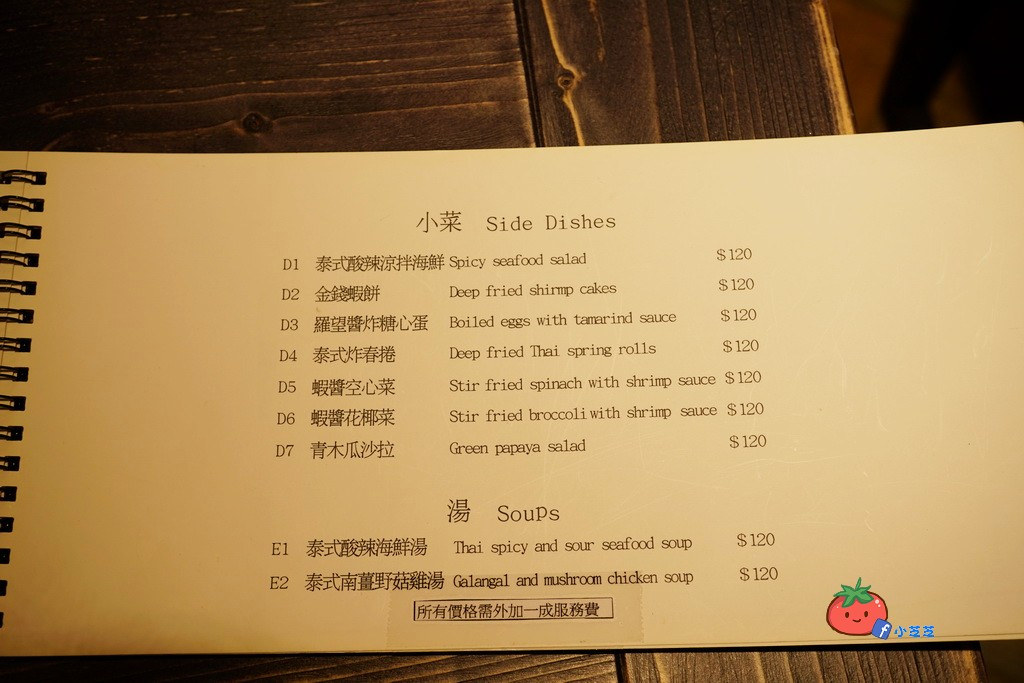 小菜 Side Dishes
D1 泰式酸辣涼拌海鮮 Spicy seafood salad $120
D2 金錢蝦餅 Deep fried shirmp cakes $120
D3 羅望醬炸糖心蛋 Boiled eggs with tamarind sauce $120
D4 泰式炸春捲 Deep fried Thai spring rolls $120
D5 蝦醬空心菜 Stir fried spinach with shrimp sauce $120
D6 蝦醬花椰菜 Stir fried broccoli with shrimp sauce $120
D7 青木瓜沙拉 Green papaya salad $120
湯 Soups
E1 泰式酸辣海鮮湯 Thai spicy and sour seafood soup $120
E2 泰式南薑野菇雞湯 Galangal and mushroom chicken soup $120
所有價格需外加一成服務費
f 小芝芝